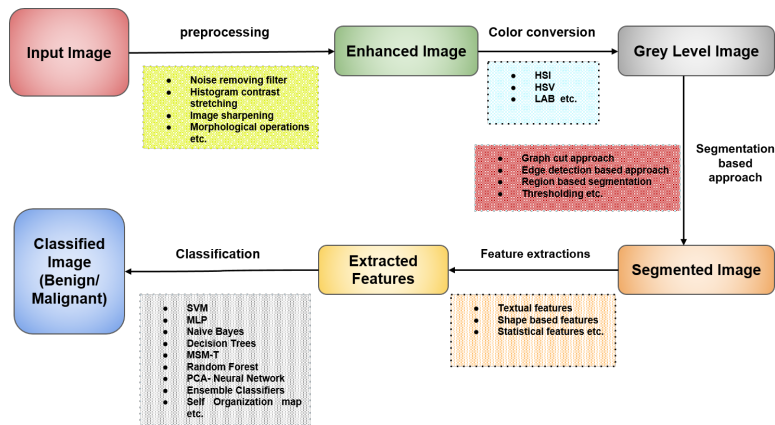 Input Image
preprocessing
Enhanced Image
Color conversion
Grey Level Image
● Noise removing filter
● Histogram contrast
stretching
● Image sharpening
● Morphological operations
etc.
● HSI
● HSV
● LAB etc.
Segmentation
based
approach
● Graph cut approach
● Edge detection based approach
● Region based segmentation
● Thresholding etc.
Classified
Image
(Benign/
Malignant)
Classification
Extracted
Features
Feature extractions
Segmented Image
● SVM
● MLP
● Naive Bayes
● Decision Trees
● MSM-T
● Random Forest
● PCA- Neural Network
● Ensemble Classifiers
● Self Organization map
etc.
● Textual features
● Shape based features
● Statistical features etc.